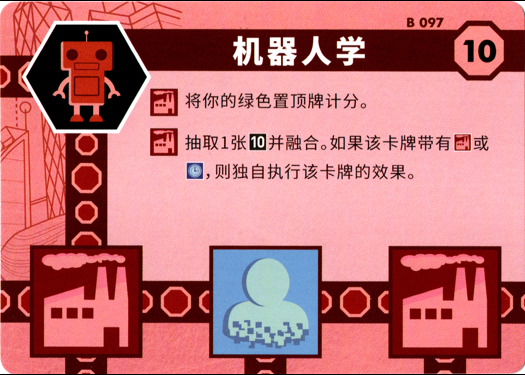 B 097
机器人学
10
将你的绿色置顶牌计分。
抽取1张10并融合。如果该卡牌带有或
,则独自执行该卡牌的效果。